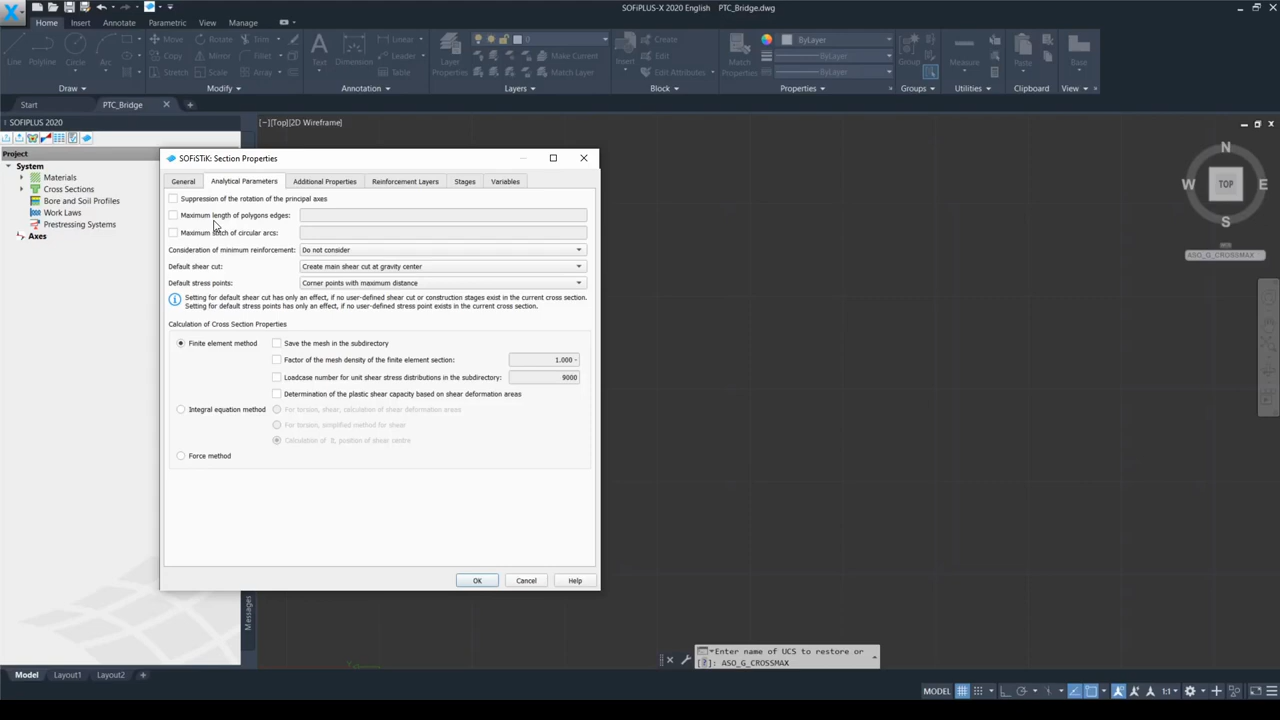 SOFiPLUS-X 2020 English PTC_Bridge.dwg
Home Insert Annotate Parametric View Manage
Line Polyline Circle Arc
Move Rotate Trim
Copy Mirror Fillet
Stretch Scale Array
Text Dimension
Linear
Leader
Table
Layer Properties
0
Make Current
Match Layer
Insert
Create
Edit
Edit Attributes
Match Properties
ByLayer
ByLayer
ByLayer
Group
Measure
Paste
Base
Draw Modify Annotation Layers Block Properties Groups Utilities Clipboard View
Start PTC_Bridge
SOFIPLUS 2020
[−][Top][2D Wireframe]
Project
System
Materials
Cross Sections
Bore and Soil Profiles
Work Laws
Prestressing Systems
Axes
SOFiSTiK: Section Properties
General Analytical Parameters Additional Properties Reinforcement Layers Stages Variables
Suppression of the rotation of the principal axes
Maximum length of polygons edges:
Consideration of minimum reinforcement: Do not consider
Default shear cut: Create main shear cut at gravity center
Default stress points: Corner points with maximum distance
Setting for default shear cut has only an effect, if no user-defined shear cut or construction stages exist in the current cross section.
Setting for default stress points has only an effect, if no user-defined stress point exists in the current cross section.
Calculation of Cross Section Properties
Finite element method Save the mesh in the subdirectory
Factor of the mesh density of the finite element section: 1.000 -
Loadcase number for unit shear stress distributions in the subdirectory: 9000
Determination of the plastic shear capacity based on shear deformation areas
Integral equation method For torsion, shear, calculation of shear deformation areas
For torsion, simplified method for shear
Calculation of It, position of shear centre
Force method
OK Cancel Help
N
W TOP E
S
ASO_G_CROSSMAX
Messages
Enter name of UCS to restore or
[?]: ASO_G_CROSSMAX
Model Layout1 Layout2
MODEL 1:1